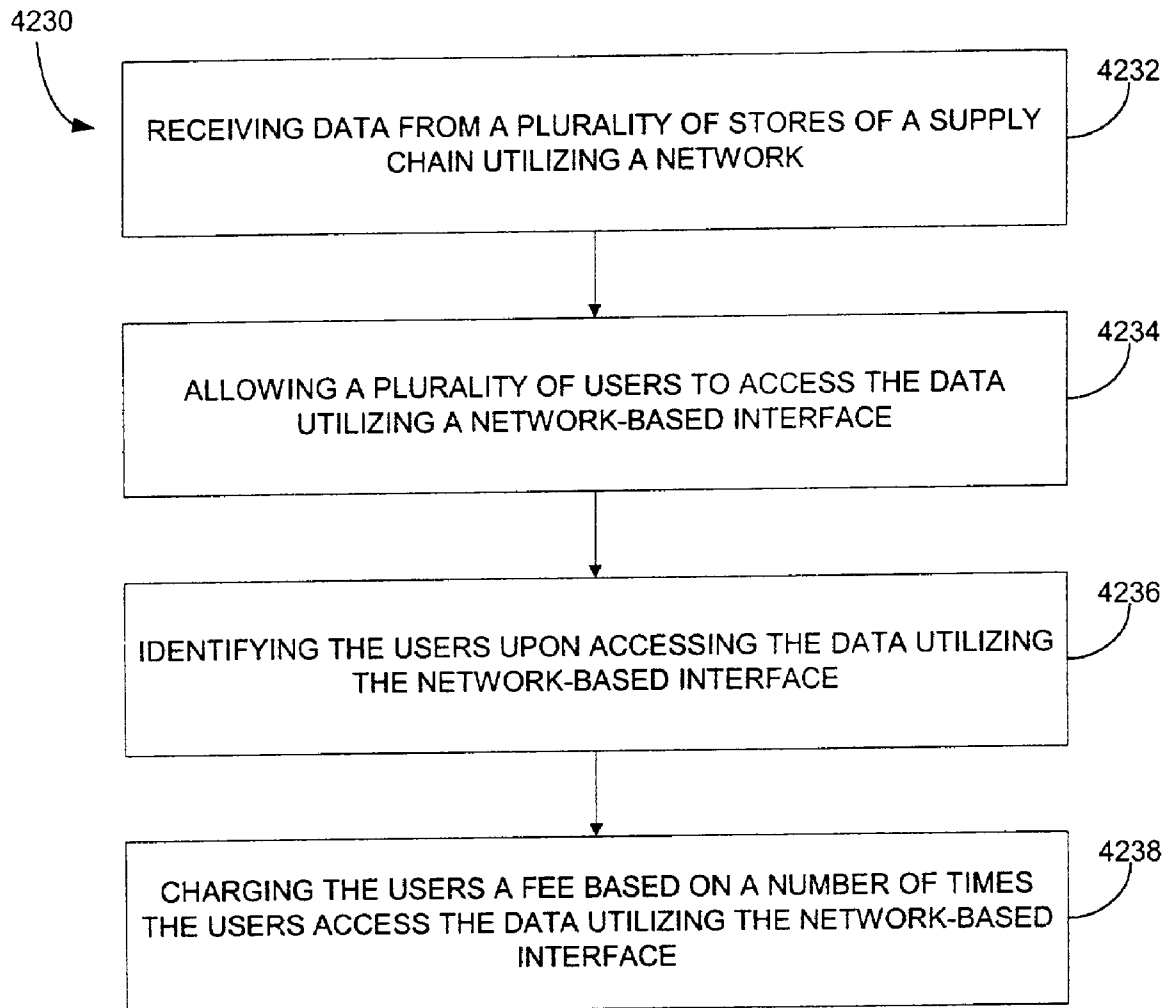 4230
4232
RECEIVING DATA FROM A PLURALITY OF STORES OF A SUPPLY
CHAIN UTILIZING A NETWORK
4234
ALLOWING A PLURALITY OF USERS TO ACCESS THE DATA
UTILIZING A NETWORK-BASED INTERFACE
4236
IDENTIFYING THE USERS UPON ACCESSING THE DATA UTILIZING
THE NETWORK-BASED INTERFACE
4238
CHARGING THE USERS A FEE BASED ON A NUMBER OF TIMES
THE USERS ACCESS THE DATA UTILIZING THE NETWORK-BASED
INTERFACE